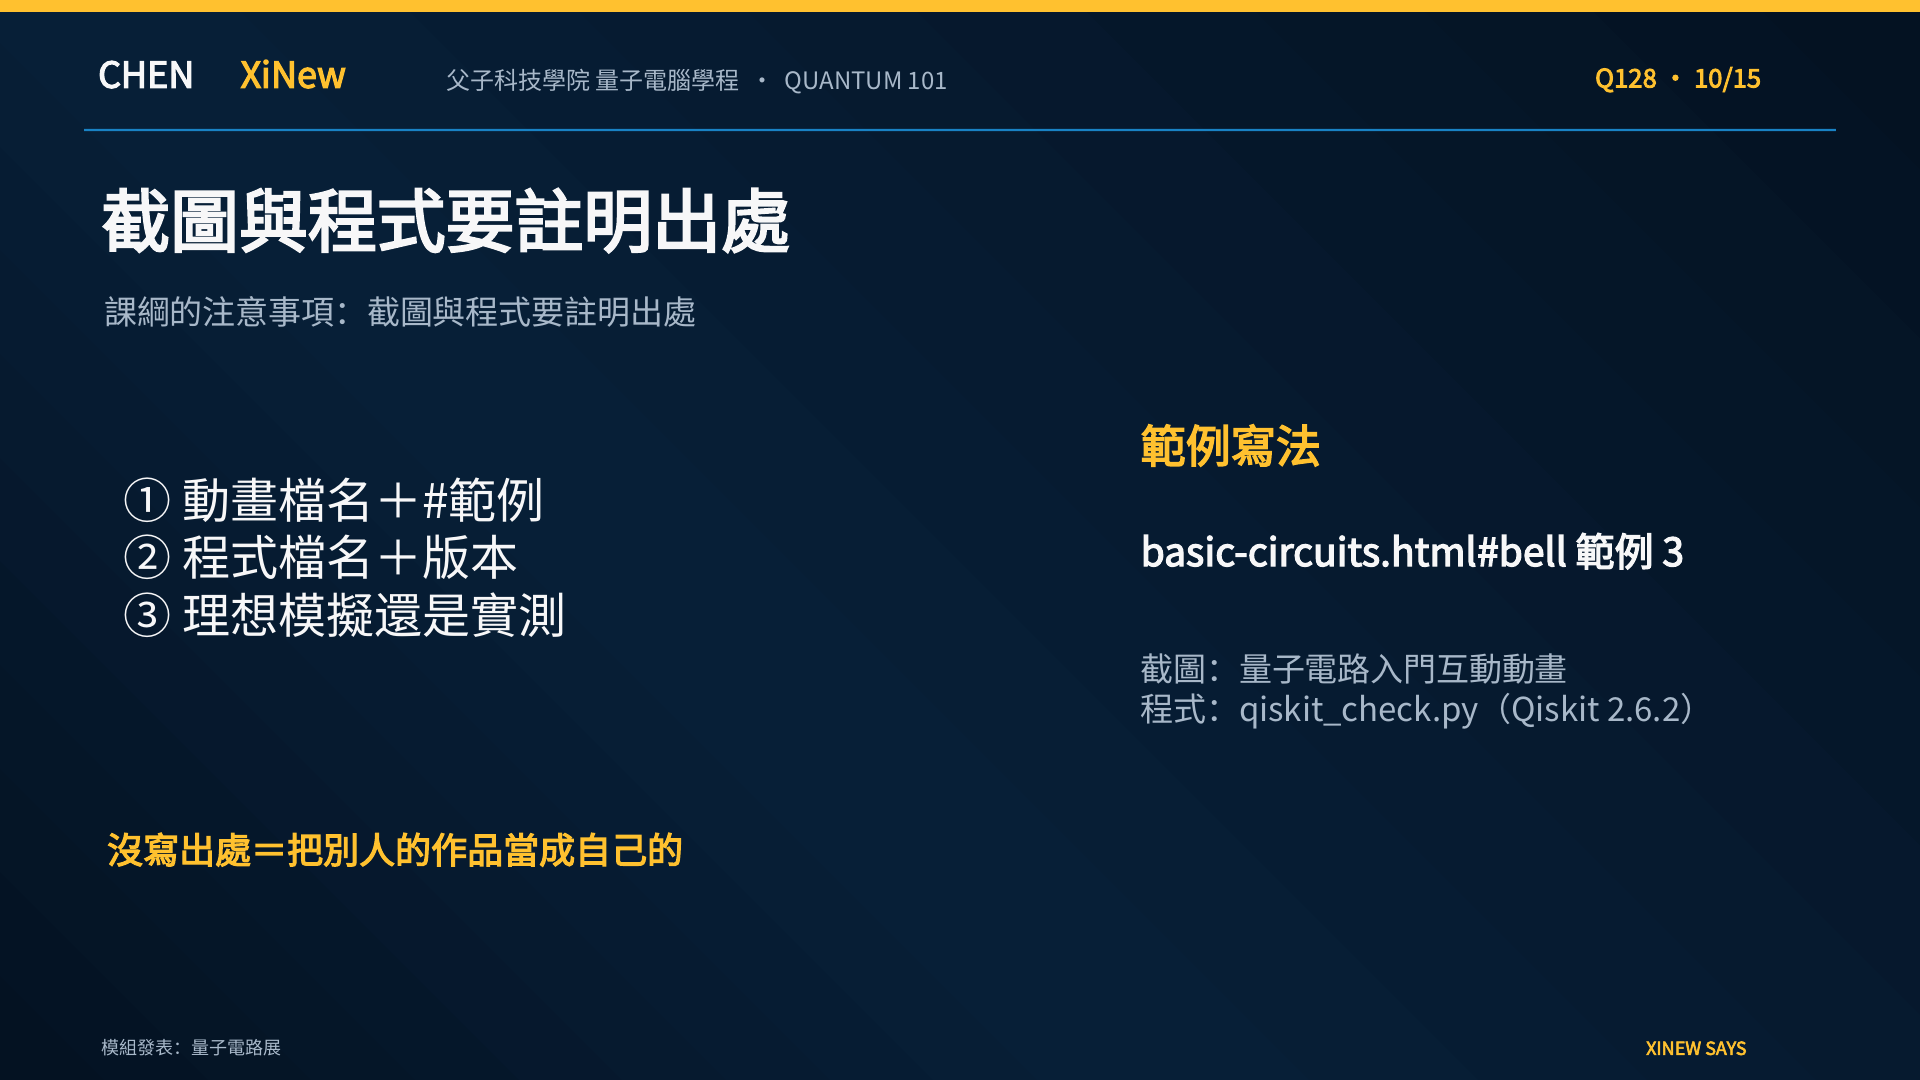 CHEN XiNew 父子科技學院 量子電腦學程 · QUANTUM 101 Q128 · 10/15
截圖與程式要註明出處
課綱的注意事項：截圖與程式要註明出處
① 動畫檔名＋#範例
② 程式檔名＋版本
③ 理想模擬還是實測
沒寫出處＝把別人的作品當成自己的
範例寫法
basic-circuits.html#bell 範例 3
截圖：量子電路入門互動動畫
程式：qiskit_check.py（Qiskit 2.6.2）
模組發表：量子電路展
XINEW SAYS